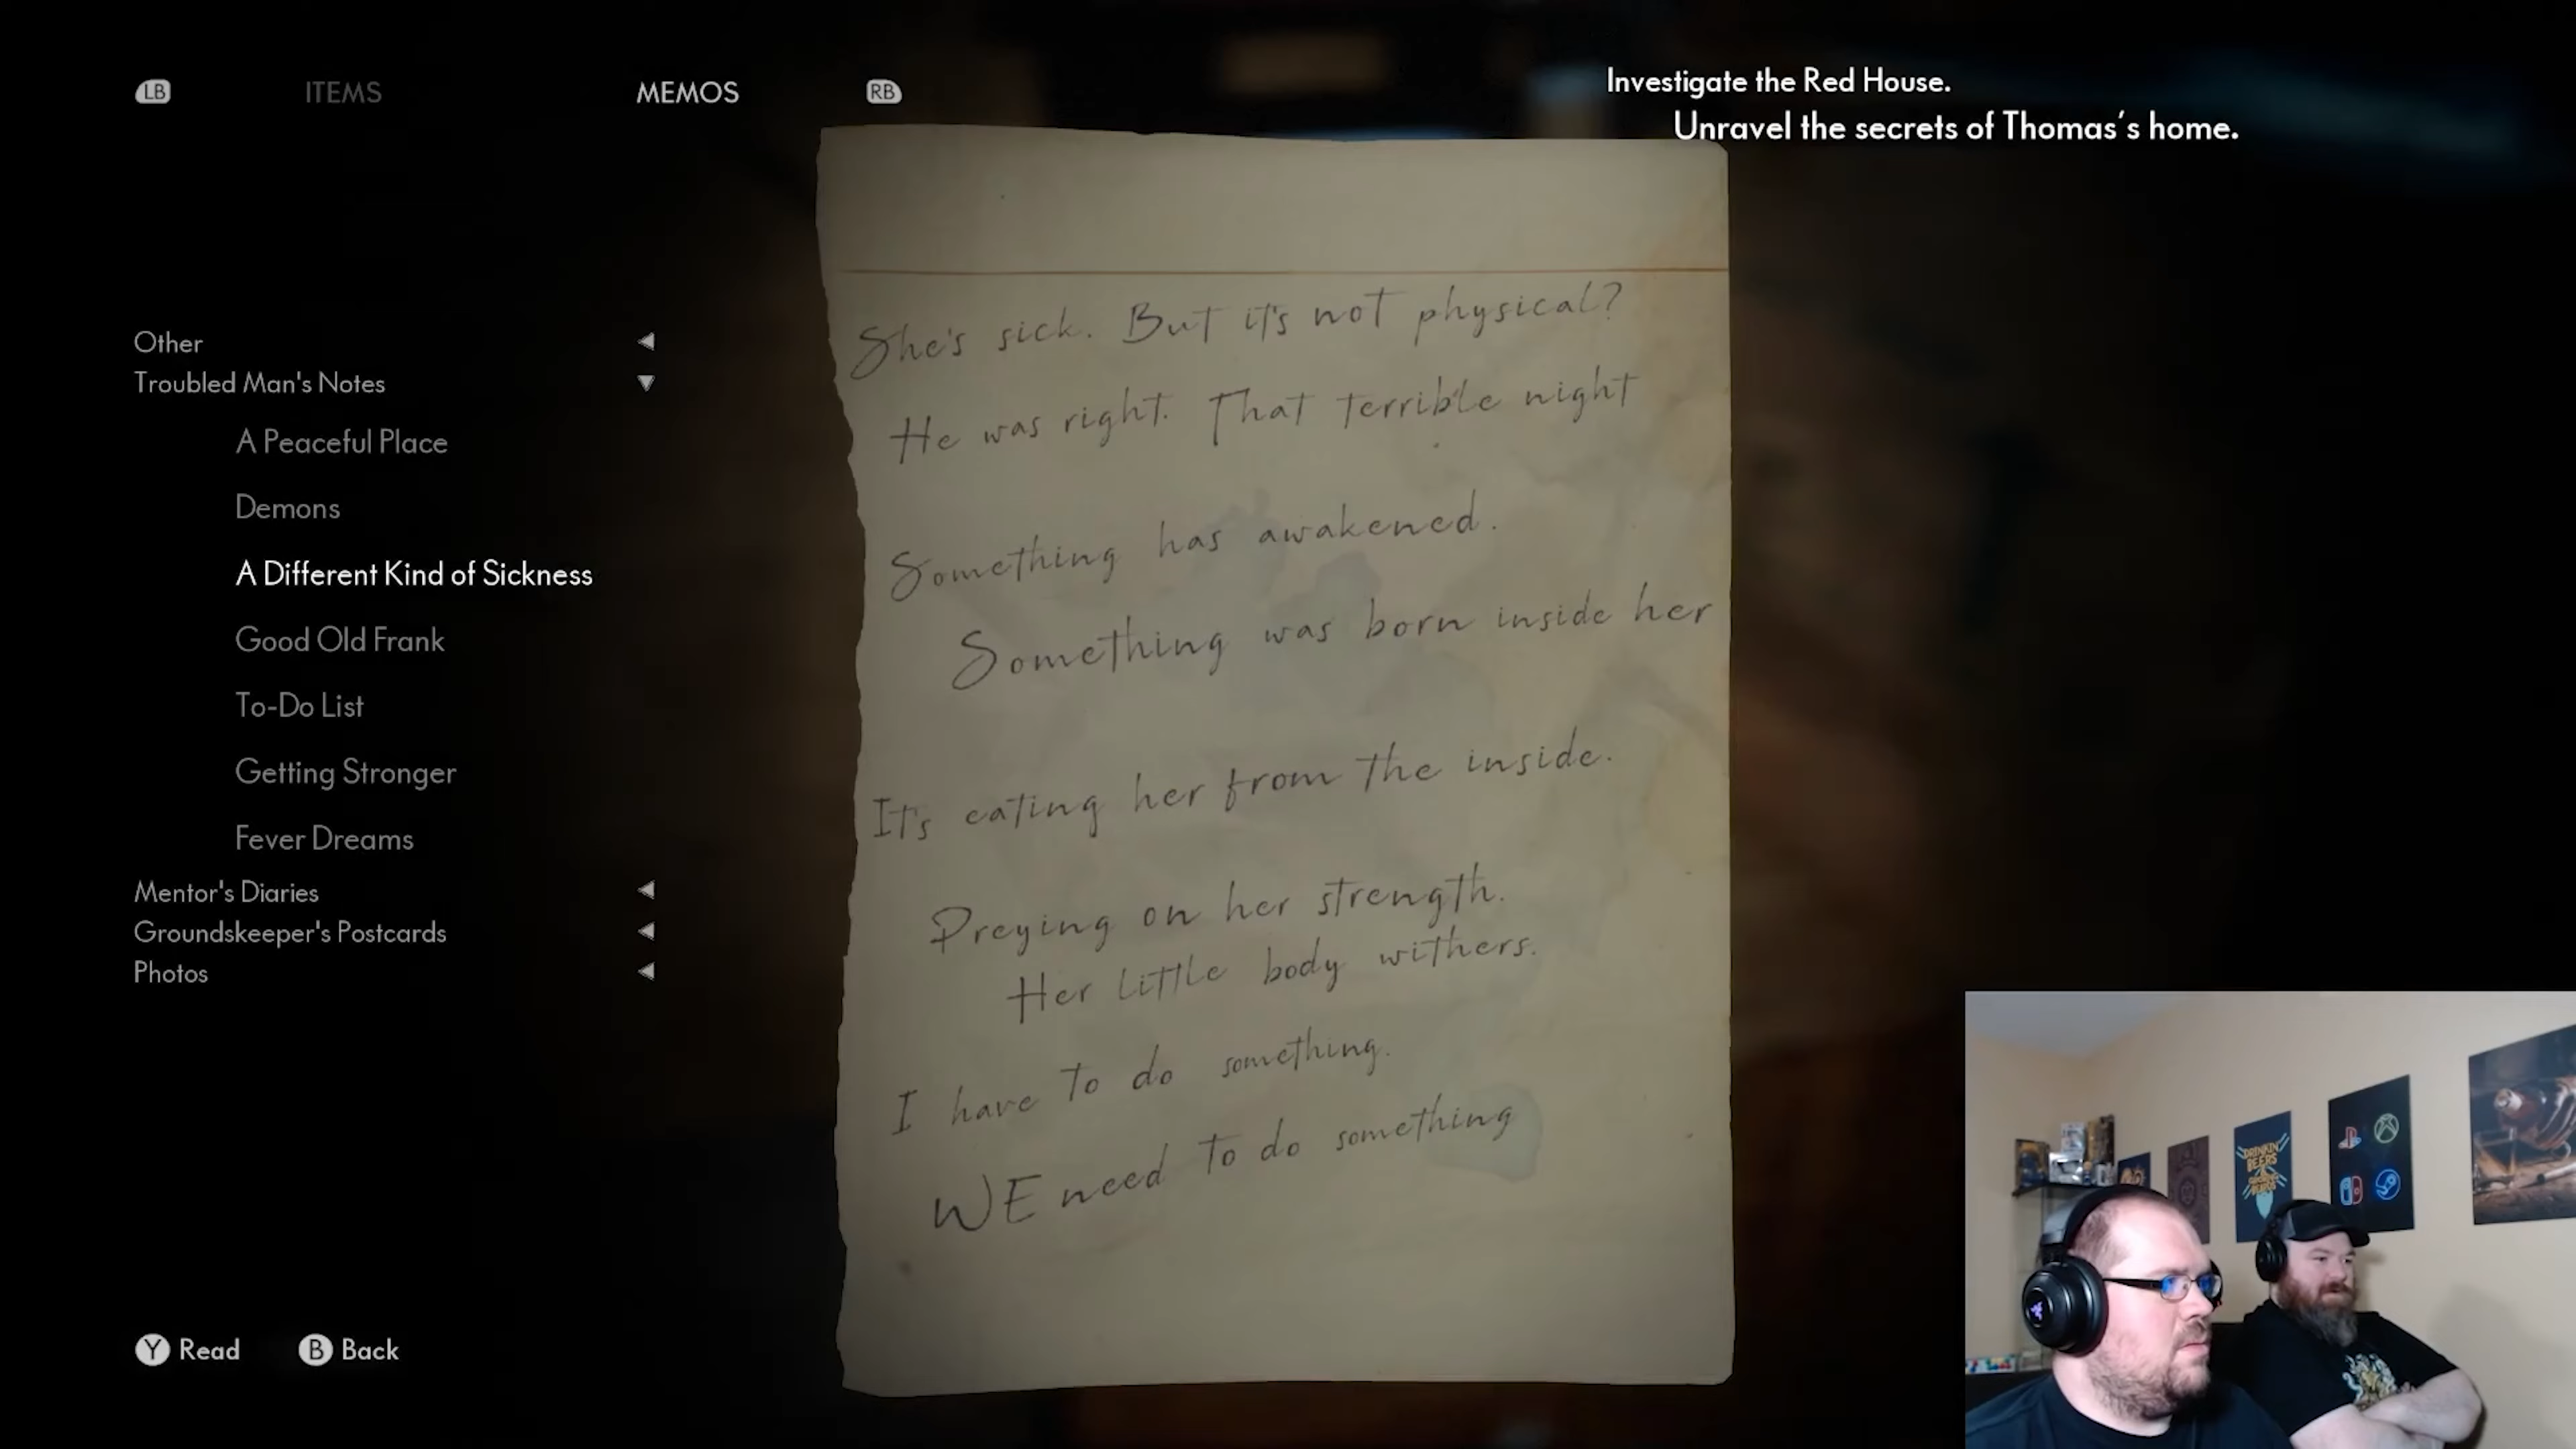 LB ITEMS MEMOS RB
Investigate the Red House.
Unravel the secrets of Thomas's home.
Other
Troubled Man's Notes
A Peaceful Place
Demons
A Different Kind of Sickness
Good Old Frank
To-Do List
Getting Stronger
Fever Dreams
Mentor's Diaries
Groundskeeper's Postcards
Photos
Y Read B Back
She's sick. But it's not physical?
He was right. That terrible night
Something has awakened.
Something was born inside her
It's eating her from the inside.
Preying on her strength.
Her little body withers.
I have to do something.
WE need to do something
DRINKIN
BEERS